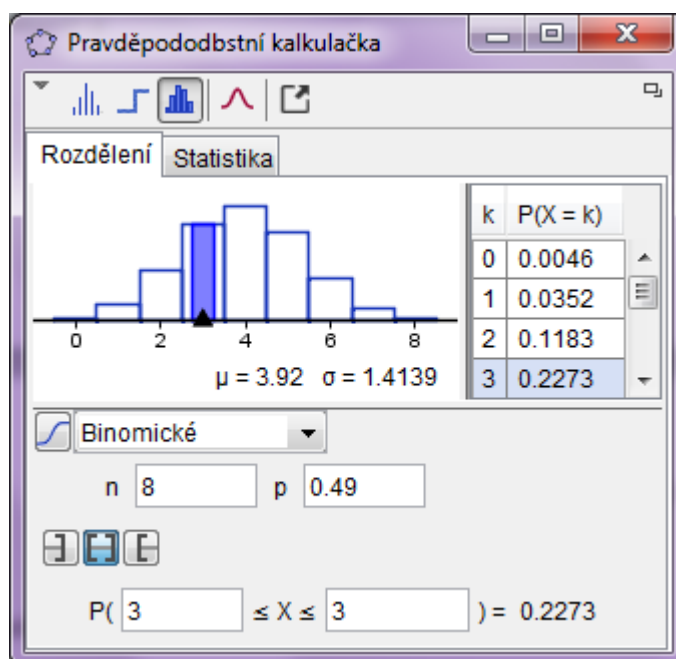 Pravděpododbstní kalkulačka
Rozdělení Statistika
k P(X = k)
0 0.0046
1 0.0352
2 0.1183
3 0.2273
0 2 4 6 8
μ = 3.92 σ = 1.4139
Binomické
n 8 p 0.49
P( 3 ≤ X ≤ 3 ) = 0.2273